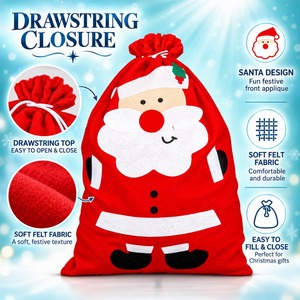 DRAWSTRING
CLOSURE
DRAWSTRING TOP
EASY TO OPEN & CLOSE
SOFT FELT FABRIC
A soft, festive texture
SANTA DESIGN
Fun festive
front applique
SOFT FELT
FABRIC
Comfortable
and durable
EASY TO
FILL & CLOSE
Perfect for
Christmas gifts